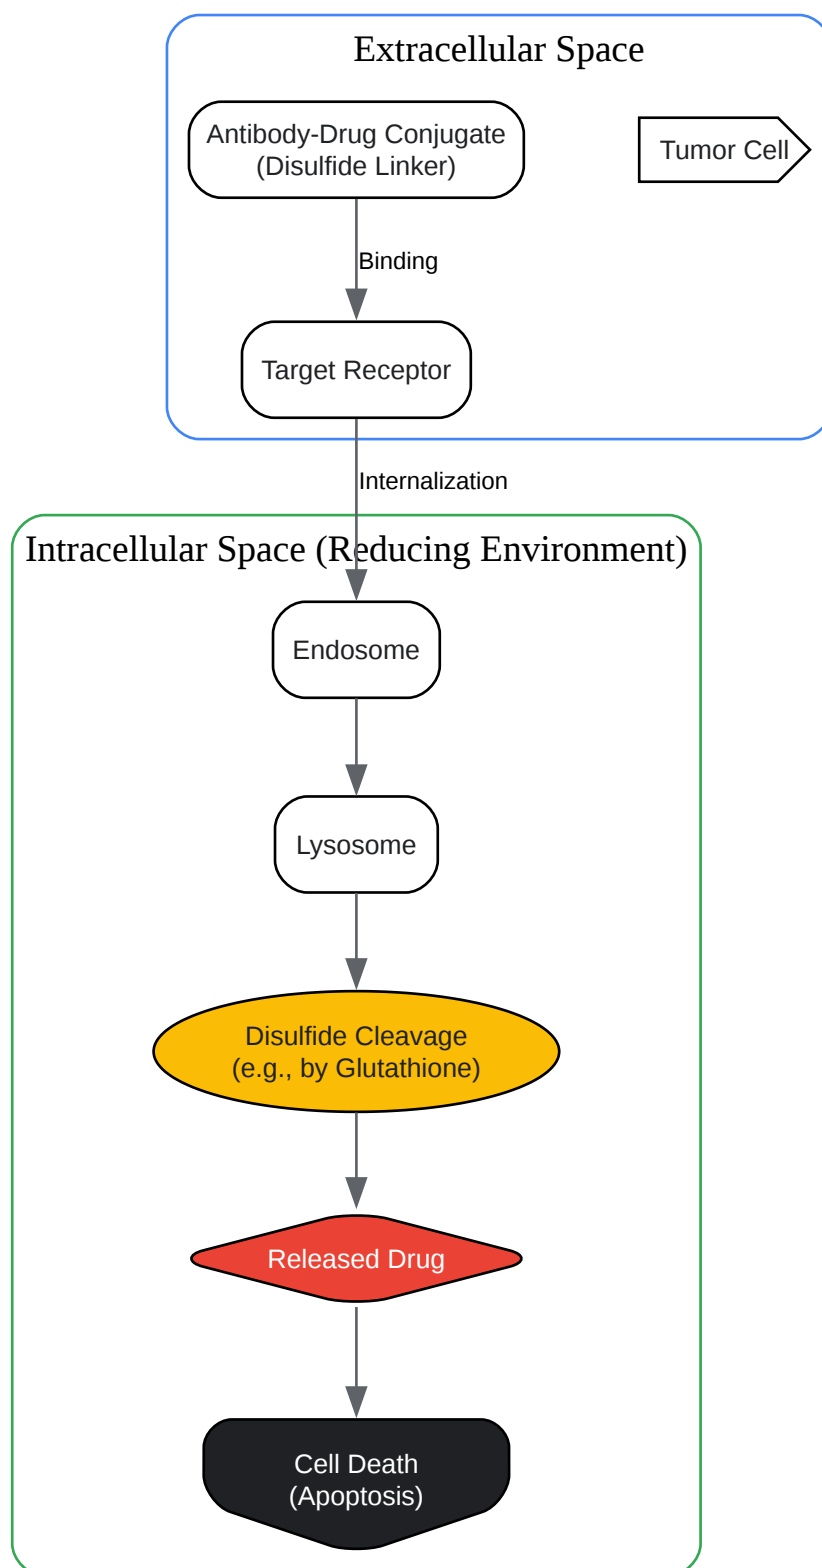 Extracellular Space
Antibody-Drug Conjugate
(Disulfide Linker)
Tumor Cell
Binding
Target Receptor
Internalization
Intracellular Space (Reducing Environment)
Endosome
Lysosome
Disulfide Cleavage
(e.g., by Glutathione)
Released Drug
Cell Death
(Apoptosis)